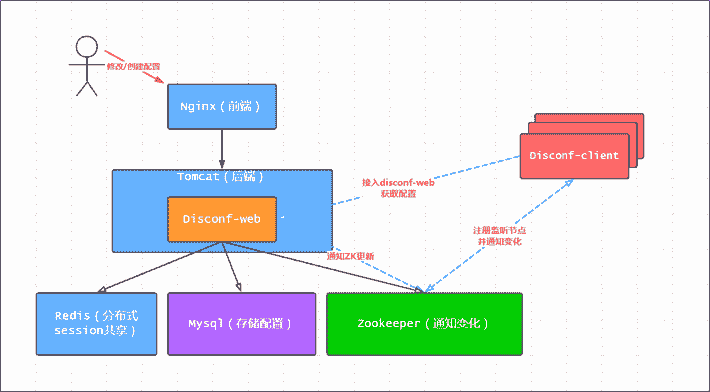 修改/创建配置
Nginx（前端）
Disconf-client
Tomcat（后端）
接入disconf-web
获取配置
Disconf-web
注册监听节点
并通知变化
通知ZK更新
Redis（分布式
session共享）
Mysql（存储配置）
Zookeeper（通知变化）